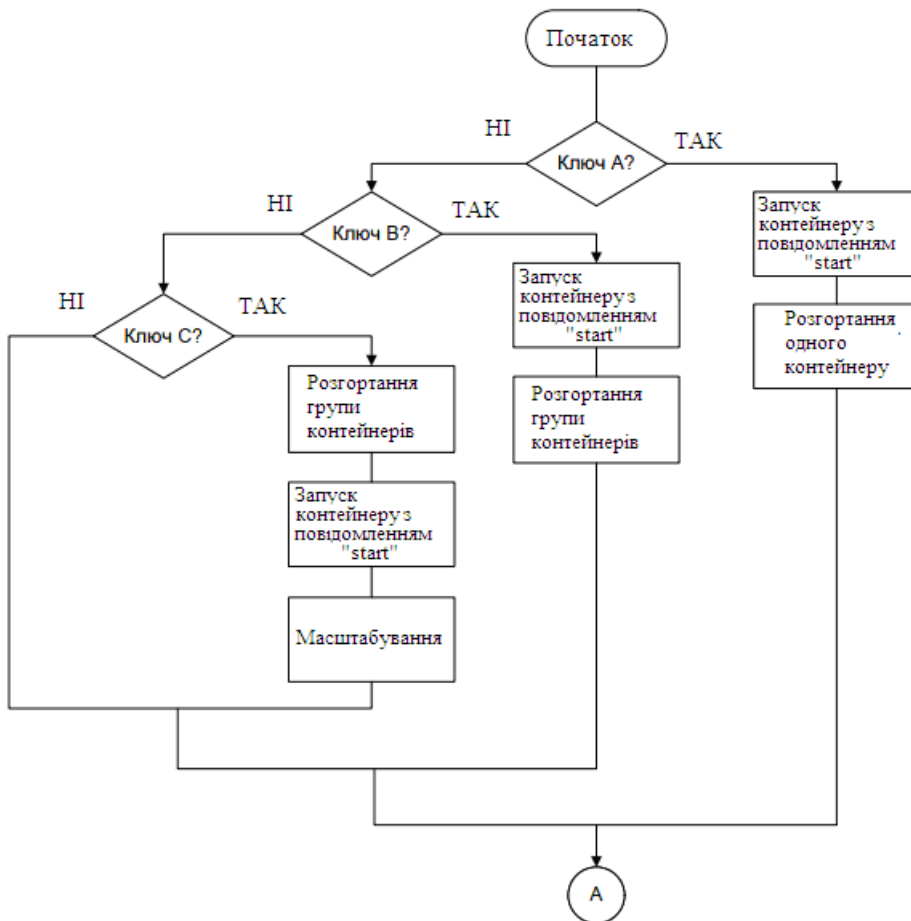 Початок
НІ
ТАК
Ключ А?
НІ
ТАК
Ключ В?
Запуск
контейнеру з
повідомленням
"start"
НІ
ТАК
Ключ С?
Запуск
контейнеру з
повідомленням
"start"
Розгортання
одного
контейнеру
Розгортання
групи
контейнерів
Розгортання
групи
контейнерів
Запуск
контейнеру з
повідомленням
"start"
Масштабування
А